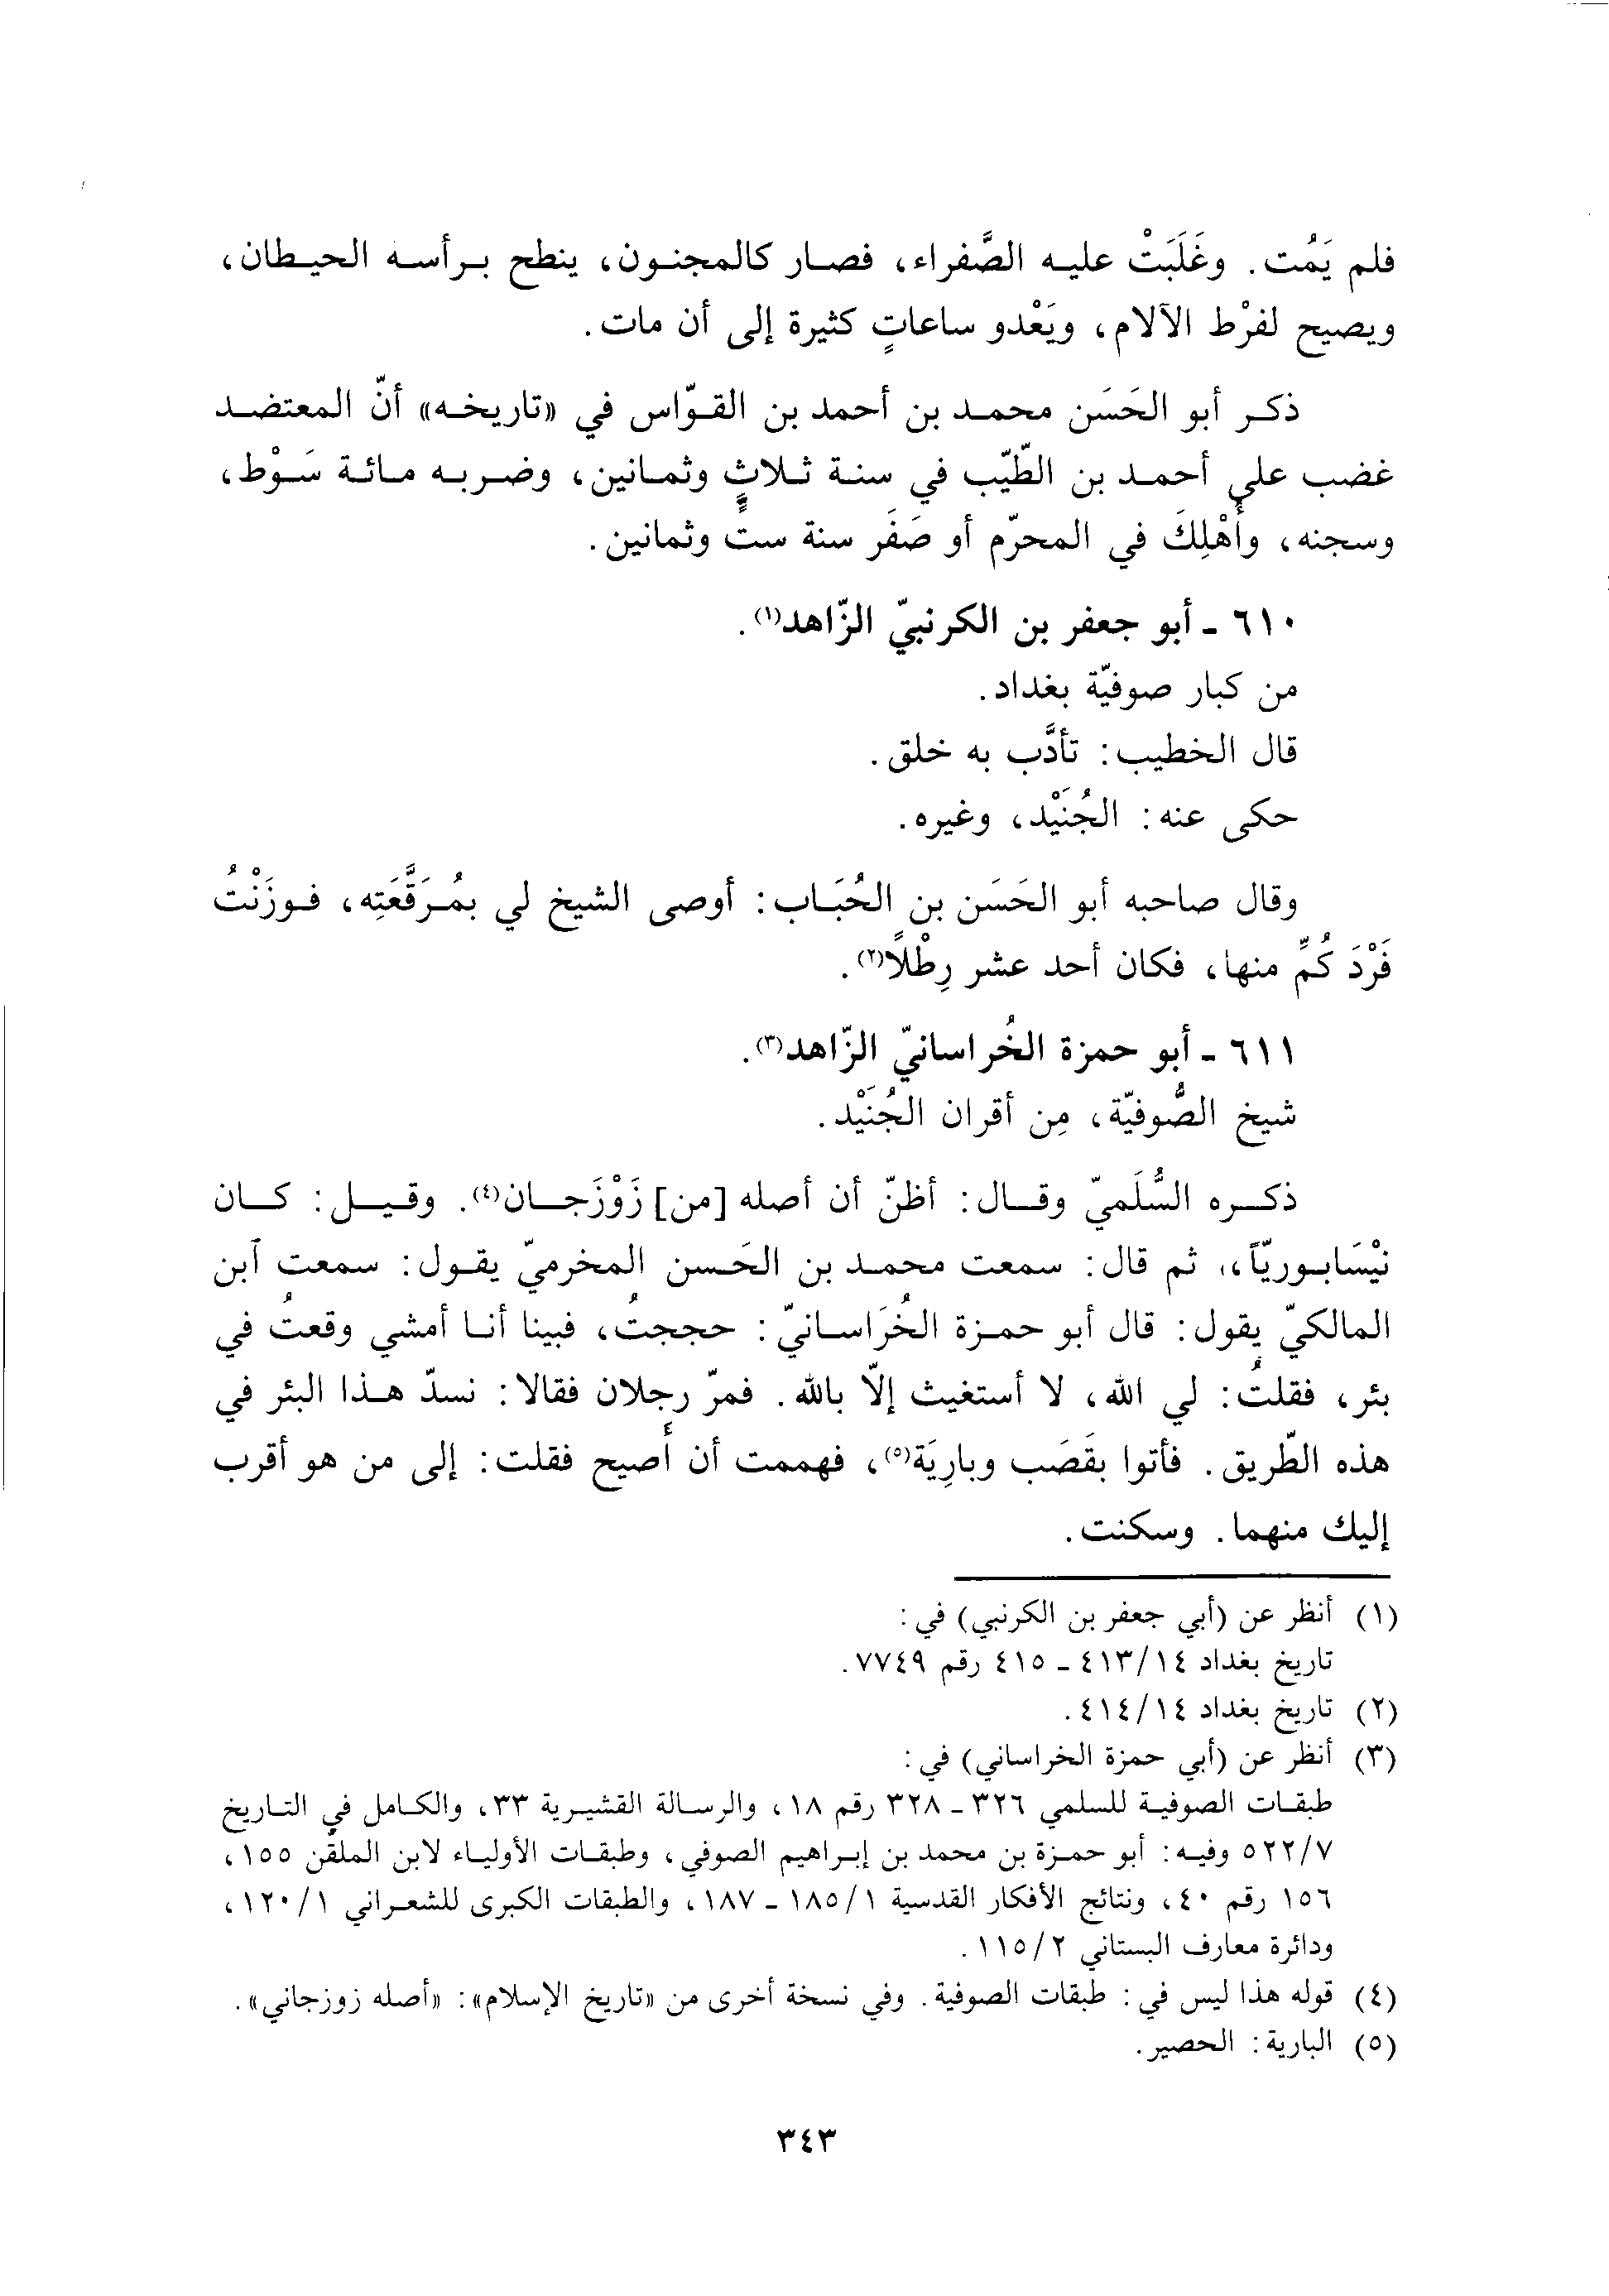 فلم يَمُت. وغَلَبَتْ عليه الصَّفراء، فصار كالمجنون، ينطح برأسه الحيطان،
ويصيح لفرْط الآلام، ويَعْدو ساعاتٍ كثيرة إلى أن مات.
ذكر أبو الحَسَن محمد بن أحمد بن القوّاس في «تاريخه» أنّ المعتضد
غضب على أحمد بن الطّيّب في سنة ثلاثٍ وثمانين، وضربه مائة سَوْط،
وسجنه، وأُهْلِكَ في المحرّم أو صَفَر سنة ستٍّ وثمانين.
٦١٠ ـ أبو جعفر بن الكرنبيّ الزّاهد(١).
من كبار صوفيّة بغداد.
قال الخطيب: تأدَّب به خلق.
حكى عنه: الجُنَيْد، وغيره.
وقال صاحبه أبو الحَسَن بن الحُبَاب: أوصى الشيخ لي بمُرَقَّعَتِه، فوزَنْتُ
فَرْدَ كُمٍّ منها، فكان أحد عشر رِطْلاً(٢).
٦١١ ـ أبو حمزة الخُراسانيّ الزّاهد(٣).
شيخ الصُّوفيّة، مِن أقران الجُنَيْد.
ذكره السُّلَميّ وقال: أظنّ أن أصله [من] زَوْزَجان(٤). وقيل: كان
نَيْسَابوريّاً،، ثم قال: سمعت محمد بن الحَسن المخرميّ يقول: سمعت آبن
المالكيّ يقول: قال أبو حمزة الخُرَاسانيّ: حججتُ، فبينا أنا أمشي وقعتُ في
بئر، فقلتُ: لي الله، لا أستغيث إلّا بالله. فمرّ رجلان فقالا: نسدّ هذا البئر في
هذه الطّريق. فأتوا بقَصَب وبارِيَة(٥)، فهممت أن أَصيح فقلت: إلى من هو أقرب
إليك منهما. وسكنت.
(١) أنظر عن (أبي جعفر بن الكرنبي) في:
تاريخ بغداد ١٤/٤١٣ ـ ٤١٥ رقم ٧٧٤٩.
(٢) تاريخ بغداد ١٤/٤١٤.
(٣) أنظر عن (أبي حمزة الخراساني) في:
طبقات الصوفية للسلمي ٣٢٦ ـ ٣٢٨ رقم ١٨، والرسالة القشيرية ٣٣، والكامل في التاريخ
٧/٥٢٢ وفيه: أبو حمزة بن محمد بن إبراهيم الصوفي، وطبقات الأولياء لابن الملقّن ١٥٥،
١٥٦ رقم ٤٠، ونتائج الأفكار القدسية ١/١٨٥ ـ ١٨٧، والطبقات الكبرى للشعراني ١/١٢٠،
ودائرة معارف البستاني ٢/١١٥.
(٤) قوله هذا ليس في: طبقات الصوفية. وفي نسخة أخرى من «تاريخ الإسلام»: «أصله زوزجاني».
(٥) البارية: الحصير.
٣٤٣